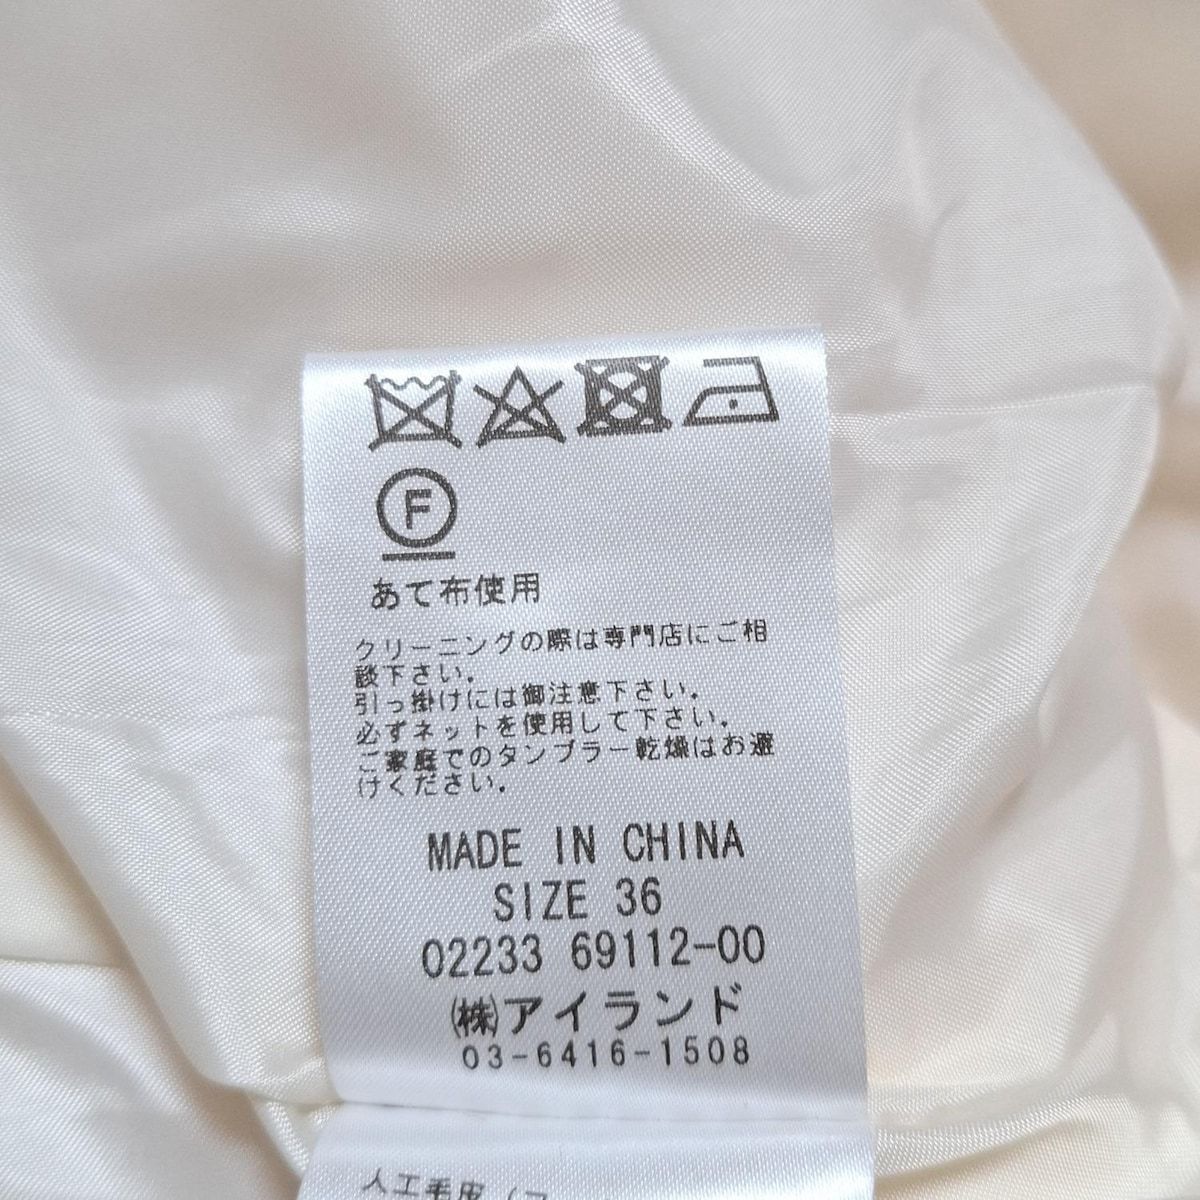 F
あて布使用
クリーニングの際は専門店にご相
談下さい.
引っ掛けには御注意下さい.
必ずネットを使用して下さい.
ご家庭でのタンブラー乾燥はお避
けください.
MADE IN CHINA
SIZE 36
02233 69112-00
㈱アイランド
03-6416-1508
人工毛皮(